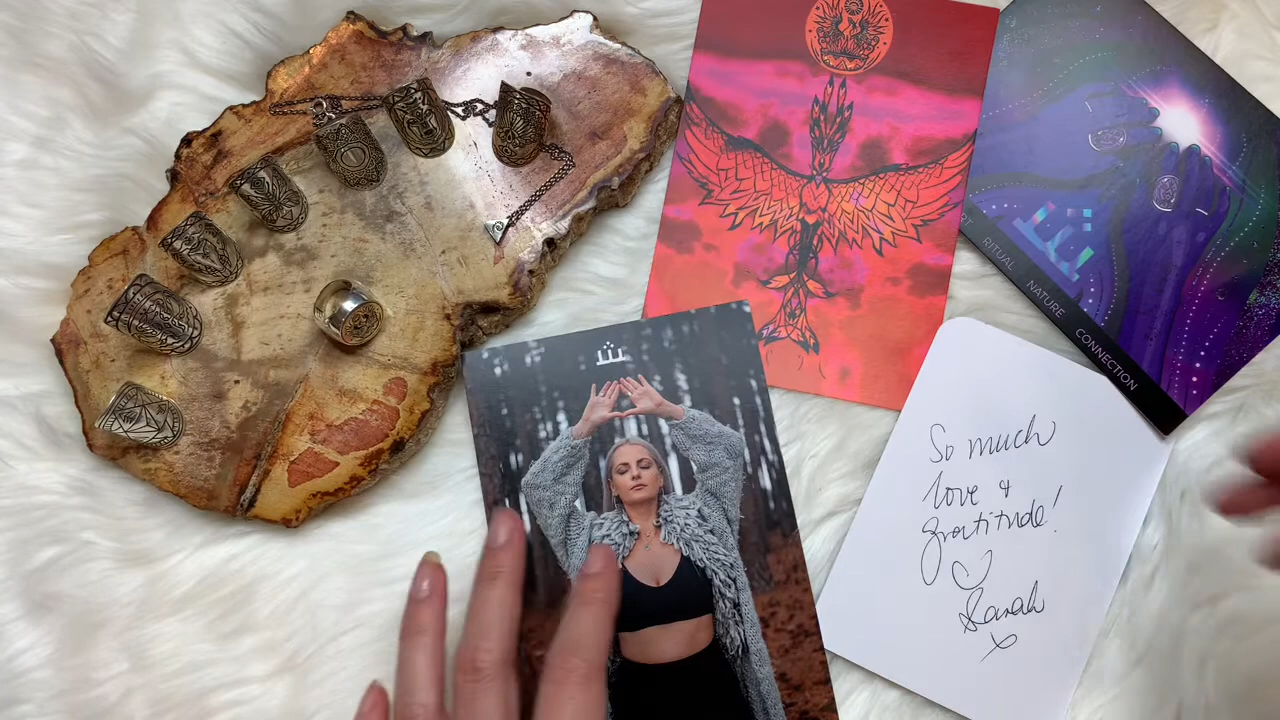 RITUAL
NATURE
CONNECTION
So much
love &
gratitude!
Sarah
x